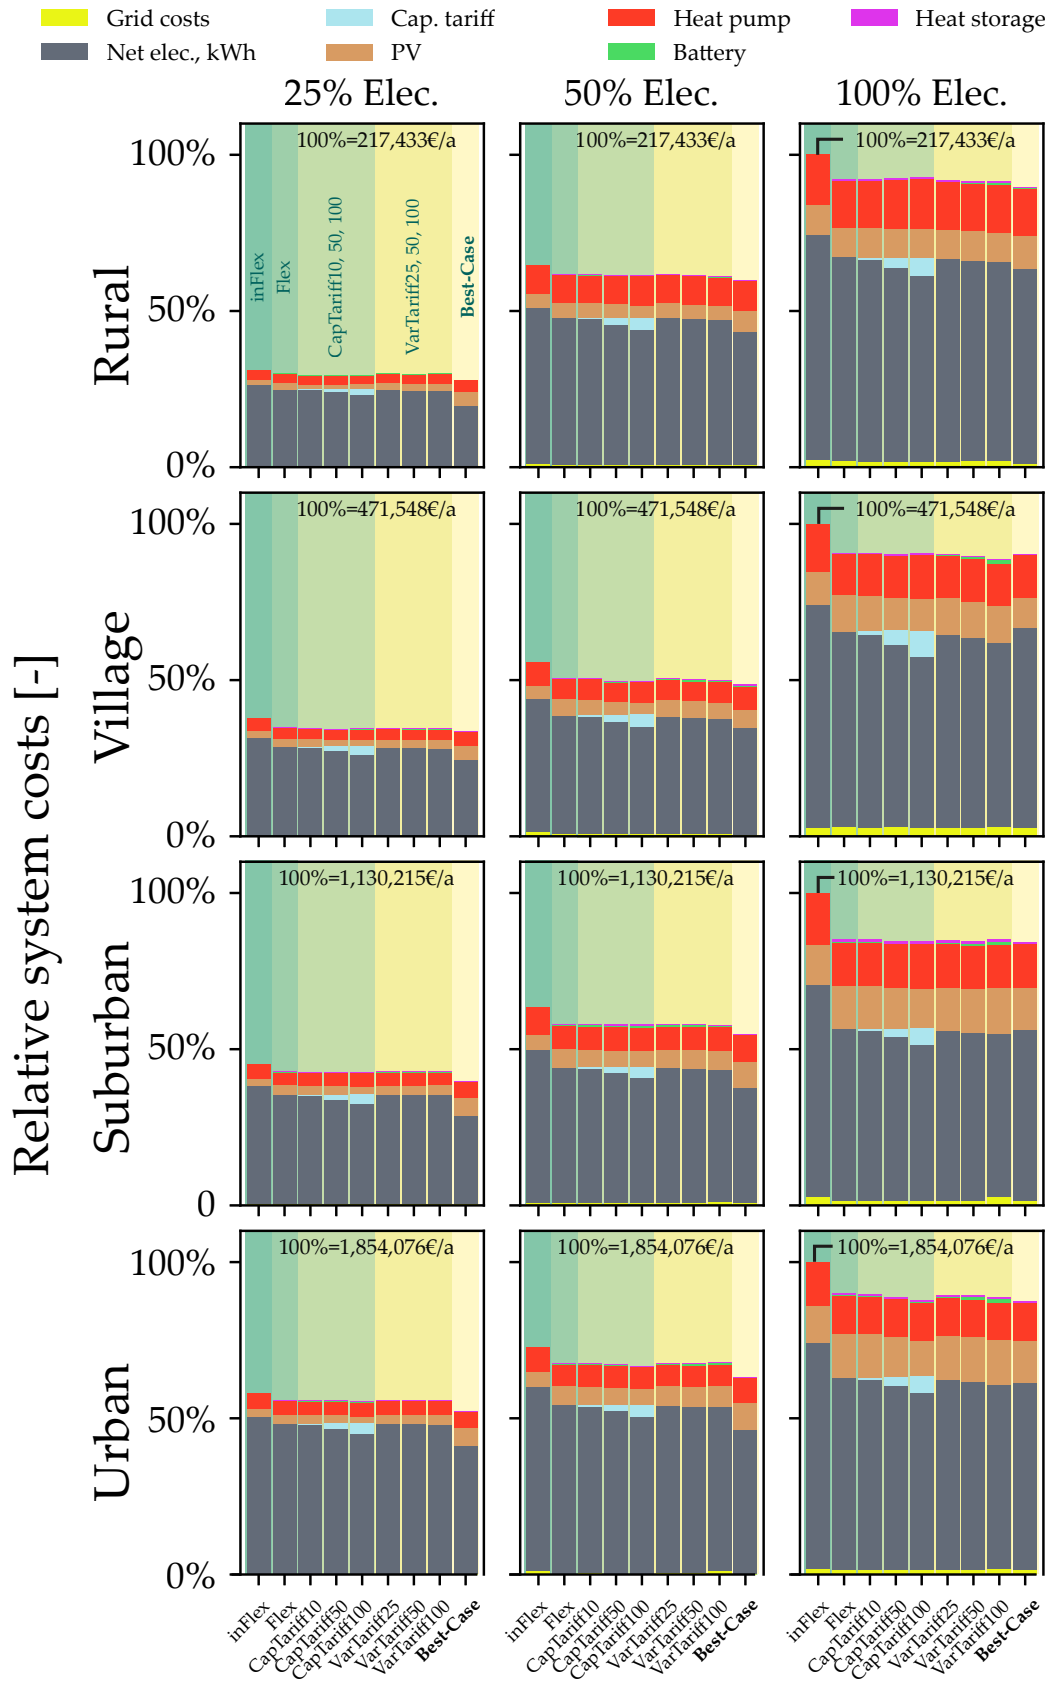 Grid costs
Cap. tariff
Heat pump
Heat storage
Net elec., kWh
PV
Battery
25% Elec.
50% Elec.
100% Elec.
Relative system costs [-]
Rural
100%
50%
0%
100%=217,433€/a
inFlex
Flex
CapTariff10, 50, 100
VarTariff25, 50, 100
Best-Case
100%=217,433€/a
100%=217,433€/a
Village
100%
50%
0%
100%=471,548€/a
100%=471,548€/a
100%=471,548€/a
Suburban
100%
50%
0
100%=1,130,215€/a
100%=1,130,215€/a
100%=1,130,215€/a
Urban
100%
50%
0%
100%=1,854,076€/a
100%=1,854,076€/a
100%=1,854,076€/a
inFlex
Flex
CapTariff10
CapTariff50
CapTariff100
VarTariff25
VarTariff50
VarTariff100
Best-Case
inFlex
Flex
CapTariff10
CapTariff50
CapTariff100
VarTariff25
VarTariff50
VarTariff100
Best-Case
inFlex
Flex
CapTariff10
CapTariff50
CapTariff100
VarTariff25
VarTariff50
VarTariff100
Best-Case